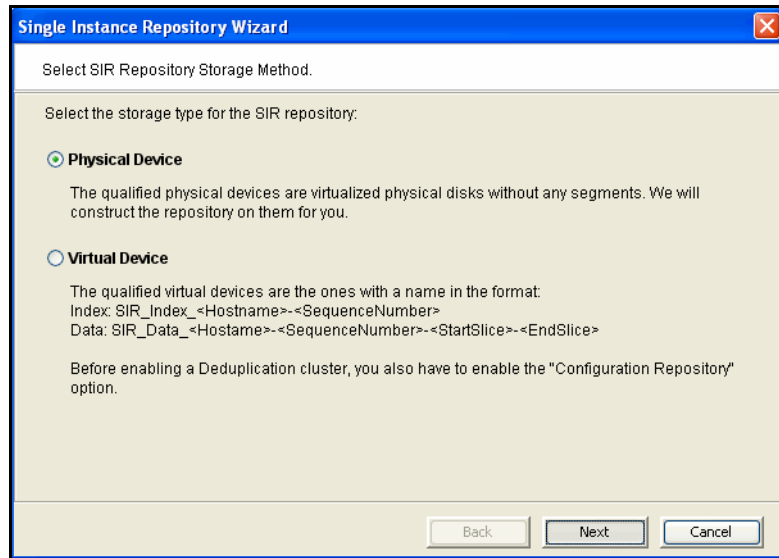 Single Instance Repository Wizard
Select SIR Repository Storage Method.
Select the storage type for the SIR repository:
Physical Device
The qualified physical devices are virtualized physical disks without any segments. We will
construct the repository on them for you.
Virtual Device
The qualified virtual devices are the ones with a name in the format:
Index: SIR_Index_<Hostname>-<SequenceNumber>
Data: SIR_Data_<Hostame>-<SequenceNumber>-<StartSlice>-<EndSlice>
Before enabling a Deduplication cluster, you also have to enable the "Configuration Repository"
option.
Back
Next
Cancel